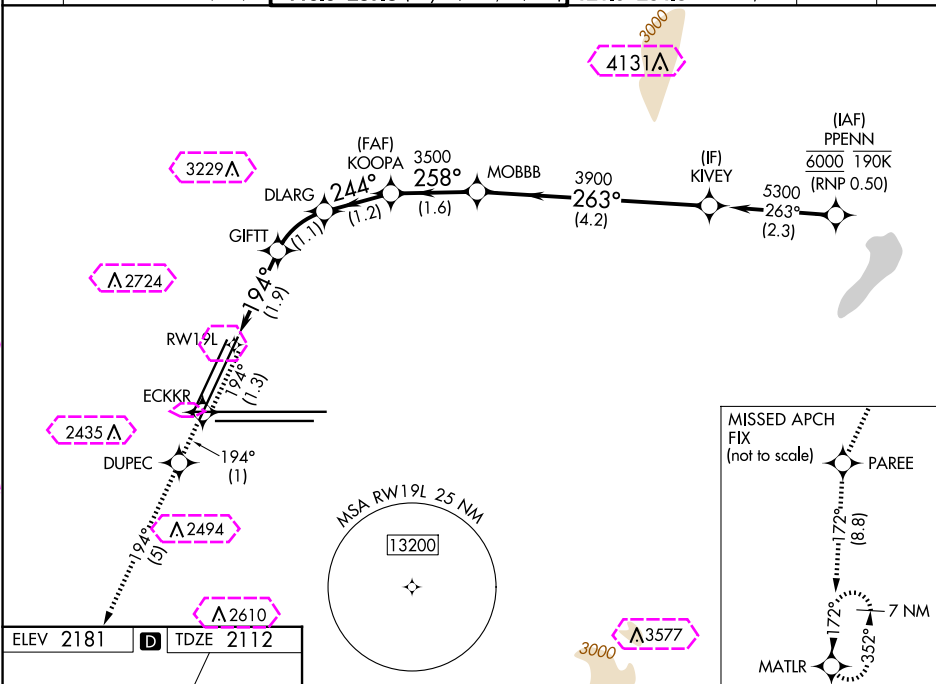 3000
4131
(IAF)
PPENN
6000 190K
(RNP 0.50)
(FAF)
KOOPA
3500
258°
(1.6)
MOBBB
3900
263°
(4.2)
(IF)
KIVEY
5300
263°
(2.3)
3229
DLARG
244°
(1.2)
GIFTT
(1.1)
2724
194°
(1.9)
RW19L
194°
(1.3)
ECKKR
2435
DUPEC
194°
(1)
2494
194°
(5)
2610
MSA RW19L 25 NM
13200
3577
3000
MISSED APCH
FIX
(not to scale)
PAREE
172°
(8.8)
7 NM
172°
352°
MATLR
ELEV 2181 D TDZE 2112